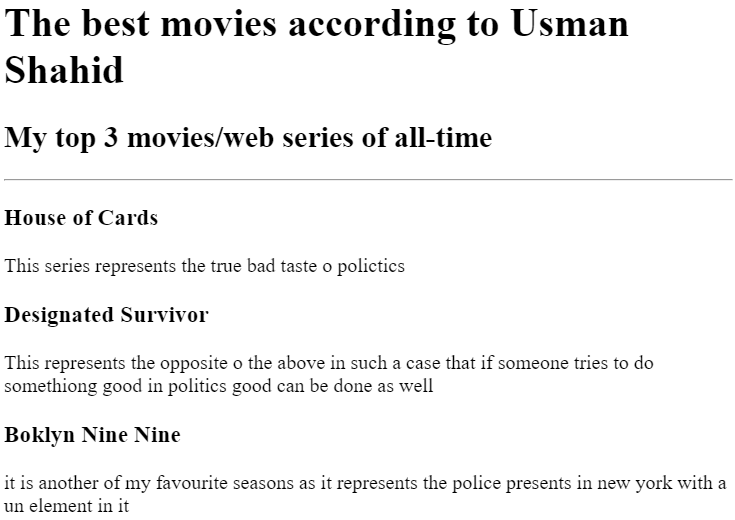 The best movies according to Usman
Shahid
My top 3 movies/web series of all-time
House of Cards
This series represents the true bad taste o polictics
Designated Survivor
This represents the opposite o the above in such a case that if someone tries to do
somethiong good in politics good can be done as well
Boklyn Nine Nine
it is another of my favourite seasons as it represents the police presents in new york with a
un element in it